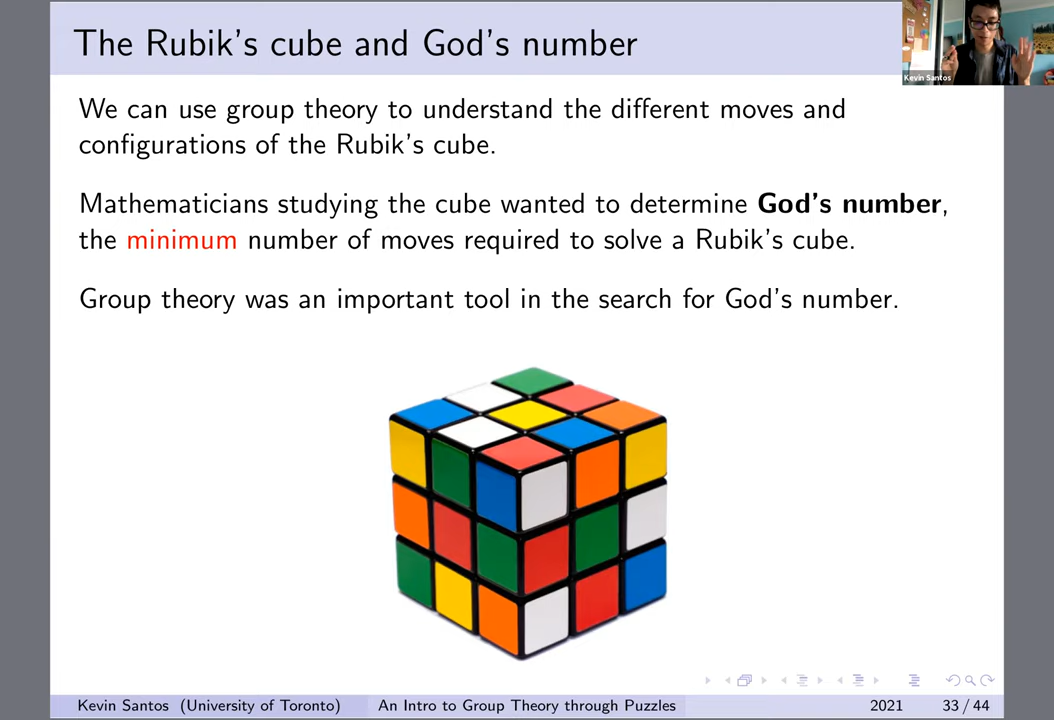 The Rubik's cube and God's number
Kevin Santos
We can use group theory to understand the different moves and
configurations of the Rubik's cube.
Mathematicians studying the cube wanted to determine God's number,
the minimum number of moves required to solve a Rubik's cube.
Group theory was an important tool in the search for God's number.
Kevin Santos (University of Toronto) An Intro to Group Theory through Puzzles 2021 33 / 44